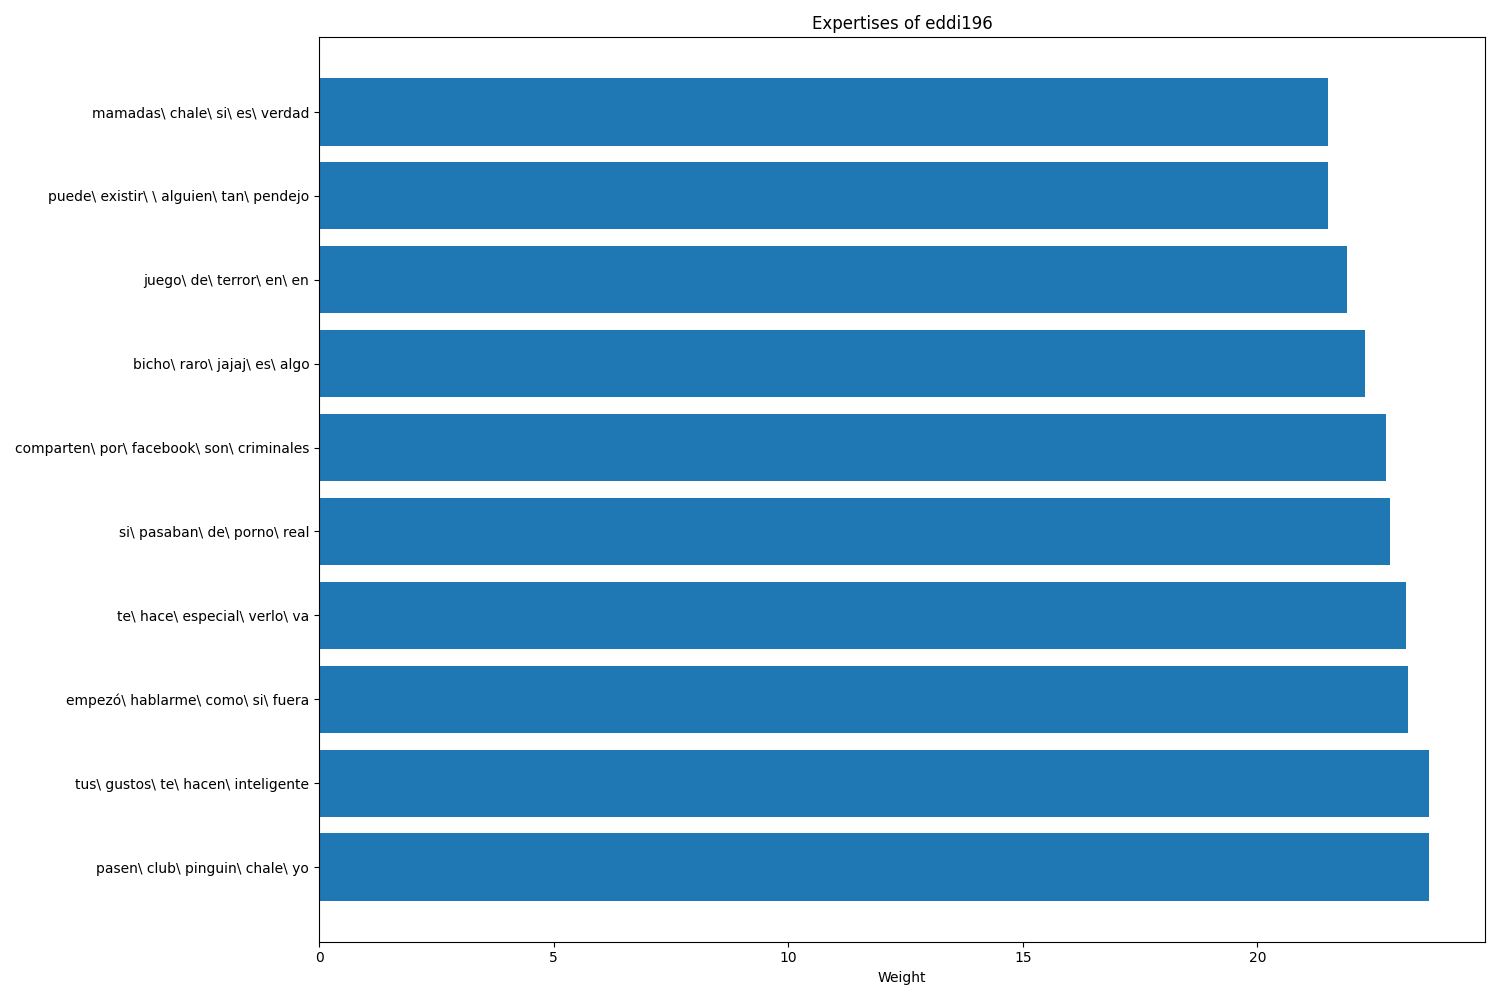 Expertises of eddi196
mamadas\ chale\ si\ es\ verdad
puede\ existir\ \ alguien\ tan\ pendejo
juego\ de\ terror\ en\ en
bicho\ raro\ jajaj\ es\ algo
comparten\ por\ facebook\ son\ criminales
si\ pasaban\ de\ porno\ real
te\ hace\ especial\ verlo\ va
empezó\ hablarme\ como\ si\ fuera
tus\ gustos\ te\ hacen\ inteligente
pasen\ club\ pinguin\ chale\ yo
0 5 10 15 20
Weight